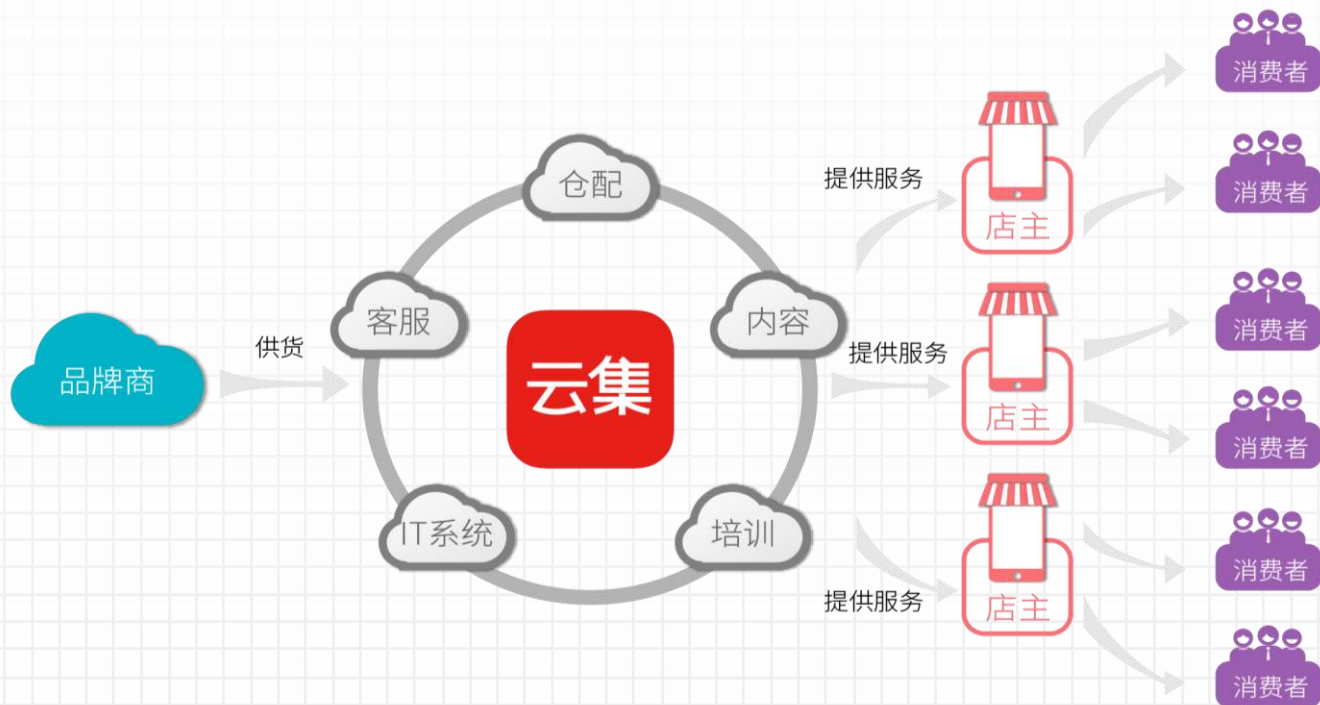 品牌商
供货
云集
仓配
客服
内容
IT系统
培训
提供服务
提供服务
提供服务
店主
店主
店主
消费者
消费者
消费者
消费者
消费者
消费者